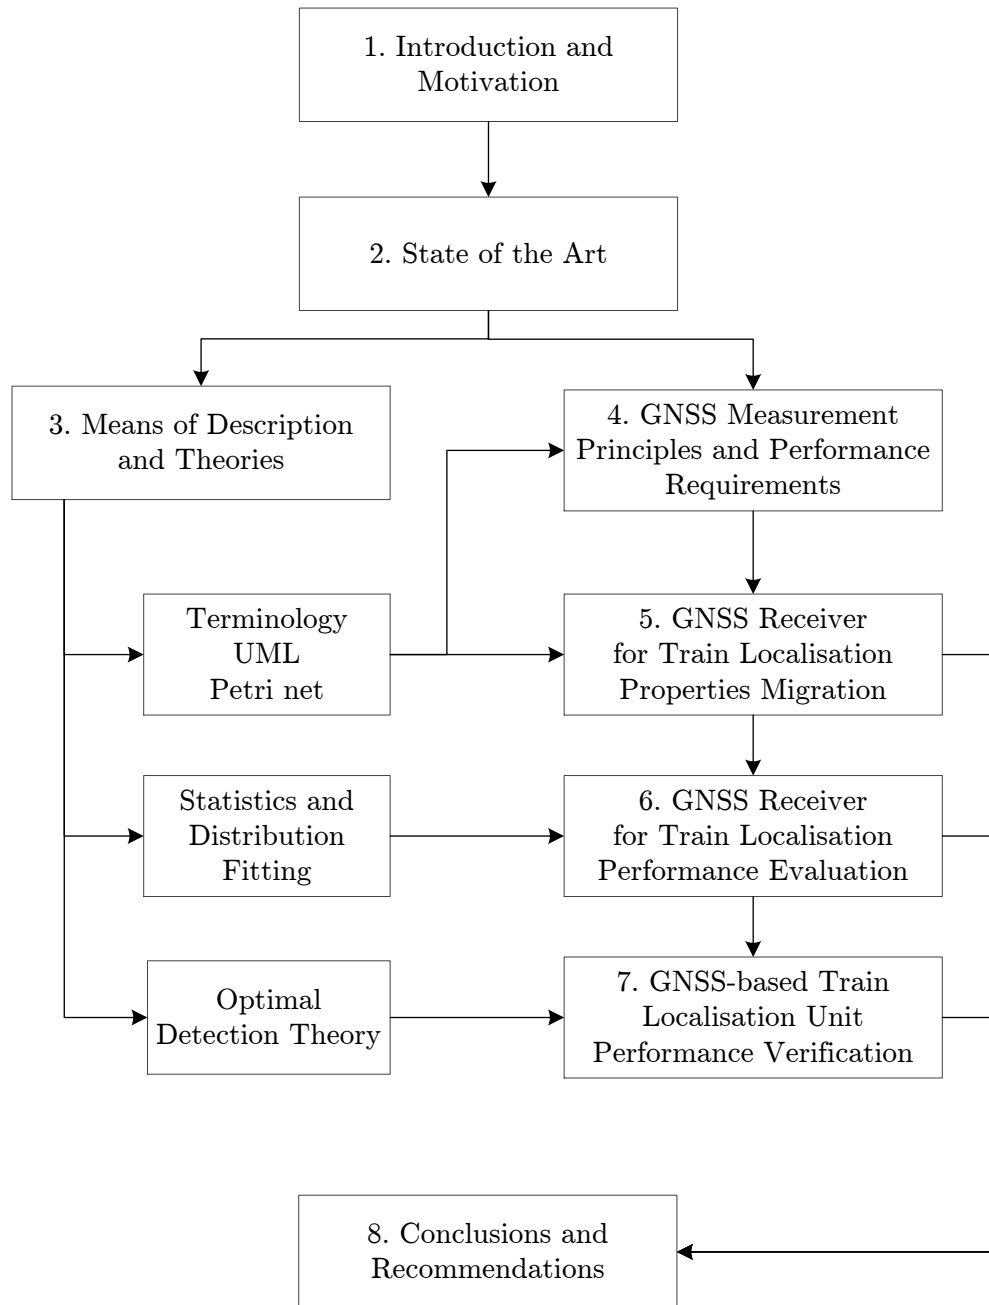 1. Introduction and
Motivation
2. State of the Art
3. Means of Description
and Theories
4. GNSS Measurement
Principles and Performance
Requirements
Terminology
UML
Petri net
5. GNSS Receiver
for Train Localisation
Properties Migration
Statistics and
Distribution
Fitting
6. GNSS Receiver
for Train Localisation
Performance Evaluation
Optimal
Detection Theory
7. GNSS-based Train
Localisation Unit
Performance Verification
8. Conclusions and
Recommendations